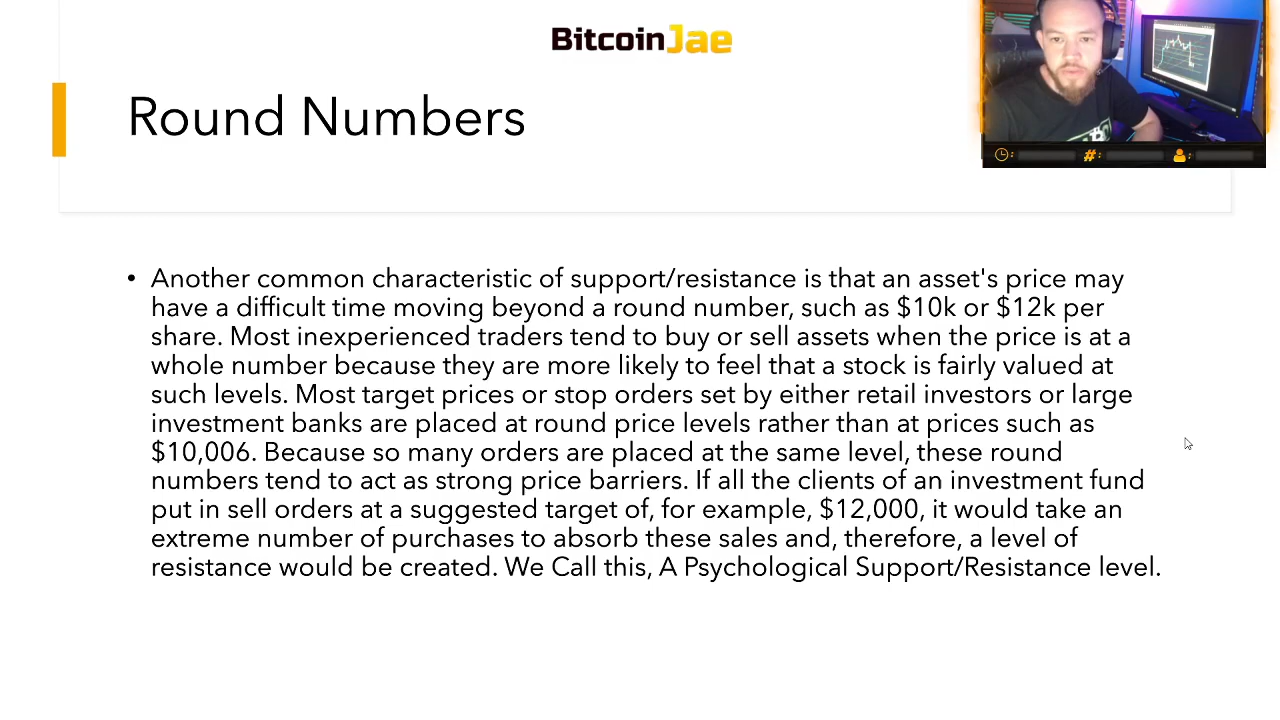 BitcoinJae
Round Numbers
• Another common characteristic of support/resistance is that an asset's price may
have a difficult time moving beyond a round number, such as $10k or $12k per
share. Most inexperienced traders tend to buy or sell assets when the price is at a
whole number because they are more likely to feel that a stock is fairly valued at
such levels. Most target prices or stop orders set by either retail investors or large
investment banks are placed at round price levels rather than at prices such as
$10,006. Because so many orders are placed at the same level, these round
numbers tend to act as strong price barriers. If all the clients of an investment fund
put in sell orders at a suggested target of, for example, $12,000, it would take an
extreme number of purchases to absorb these sales and, therefore, a level of
resistance would be created. We Call this, A Psychological Support/Resistance level.
#: